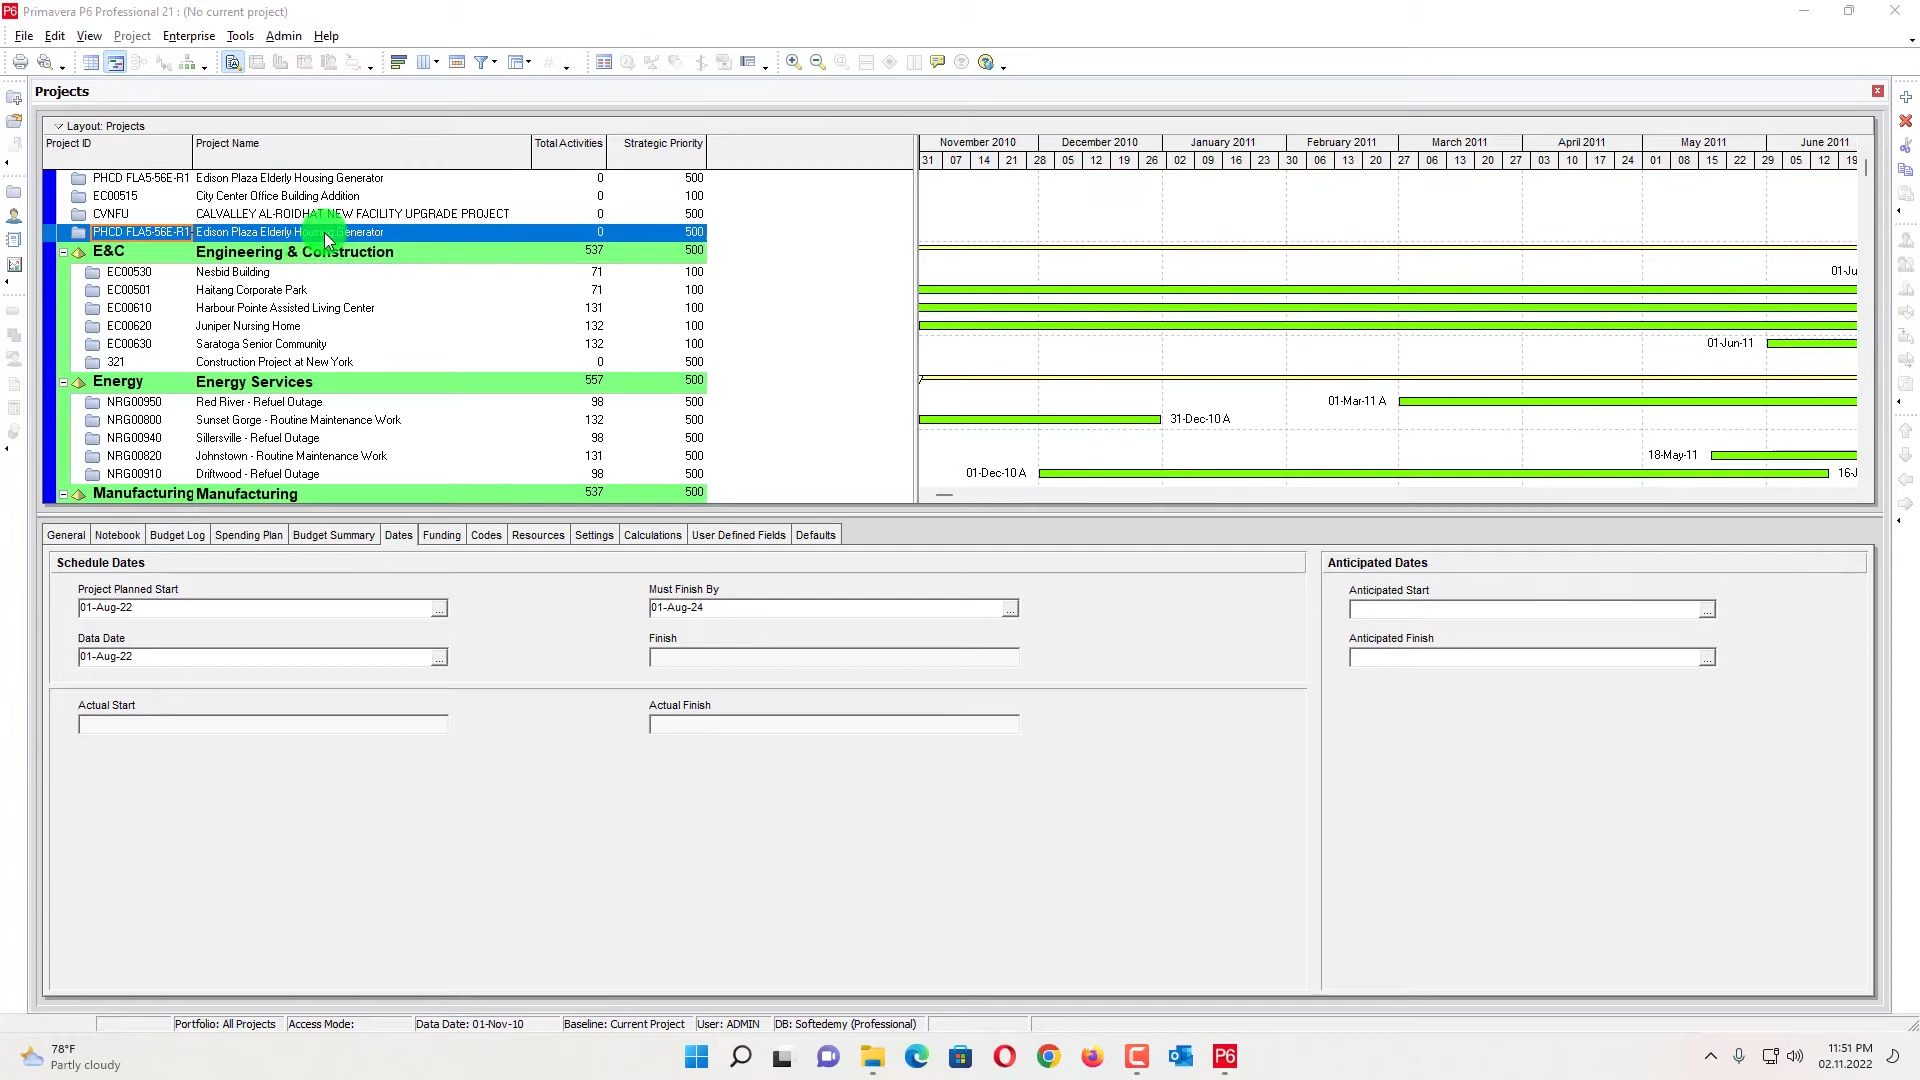 Primavera P6 Professional 21 : (No current project)
File Edit View Project Enterprise Tools Admin Help
Projects
Layout: Projects
Project ID Project Name Total Activities Strategic Priority
November 2010 December 2010 January 2011 February 2011 March 2011 April 2011 May 2011 June 2011
31 07 14 21 28 05 12 19 26 02 09 16 23 30 06 13 20 27 06 13 20 27 03 10 17 24 01 08 15 22 29 05 12 19
PHCD FLA5-56E-R1 Edison Plaza Elderly Housing Generator 0 500
EC00515 City Center Office Building Addition 0 100
CVNFU CALVALLEY AL-ROIDHAT NEW FACILITY UPGRADE PROJECT 0 500
PHCD FLA5-56E-R1- Edison Plaza Elderly Housing Generator 0 500
E&C Engineering & Construction 537 500
EC00530 Nesbid Building 71 100 01-Ju
EC00501 Haitang Corporate Park 71 100
EC00610 Harbour Pointe Assisted Living Center 131 100
EC00620 Juniper Nursing Home 132 100
EC00630 Saratoga Senior Community 132 100 01-Jun-11
321 Construction Project at New York 0 500
Energy Energy Services 557 500
NRG00950 Red River - Refuel Outage 98 500 01-Mar-11 A
NRG00800 Sunset Gorge - Routine Maintenance Work 132 500 31-Dec-10 A
NRG00940 Sillersville - Refuel Outage 98 500
NRG00820 Johnstown - Routine Maintenance Work 131 500 18-May-11
NRG00910 Driftwood - Refuel Outage 98 500 01-Dec-10 A 16-J
Manufacturing Manufacturing 537 500
General Notebook Budget Log Spending Plan Budget Summary Dates Funding Codes Resources Settings Calculations User Defined Fields Defaults
Schedule Dates Anticipated Dates
Project Planned Start Must Finish By Anticipated Start
01-Aug-22 ... 01-Aug-24 ... ...
Data Date Finish Anticipated Finish
01-Aug-22 ... ...
Actual Start Actual Finish
Portfolio: All Projects Access Mode: Data Date: 01-Nov-10 Baseline: Current Project User: ADMIN DB: Softedemy (Professional)
78°F
Partly cloudy
P6
11:51 PM
02.11.2022